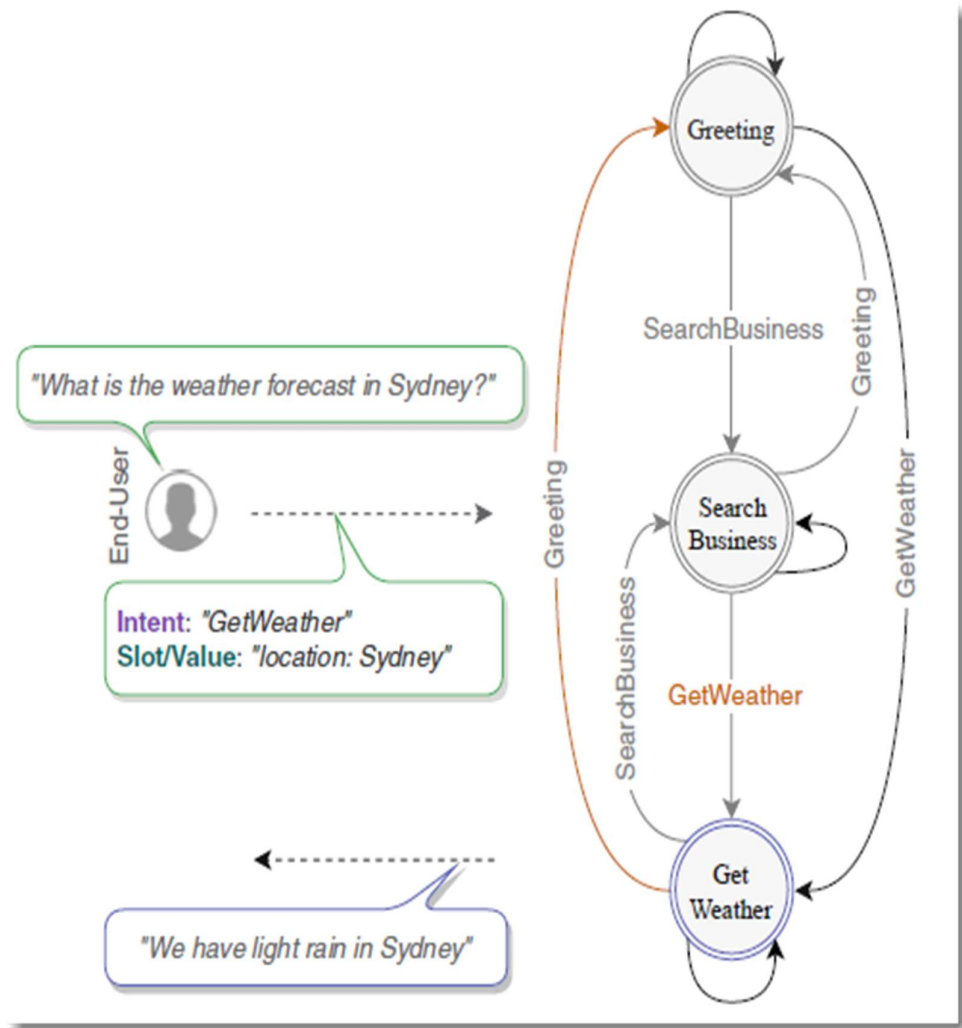 Greeting
SearchBusiness
Greeting
"What is the weather forecast in Sydney?"
End-User
Greeting
GetWeather
Search
Business
Intent: "GetWeather"
Slot/Value: "location: Sydney"
SearchBusiness
GetWeather
Get
Weather
"We have light rain in Sydney"